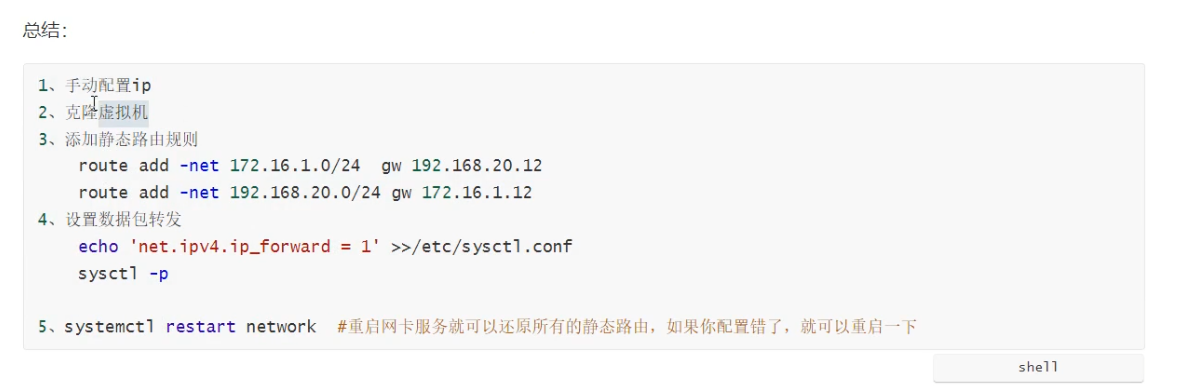 总结：
1、手动配置ip
2、克隆虚拟机
3、添加静态路由规则
route add -net 172.16.1.0/24  gw 192.168.20.12
route add -net 192.168.20.0/24 gw 172.16.1.12
4、设置数据包转发
echo 'net.ipv4.ip_forward = 1' >>/etc/sysctl.conf
sysctl -p
5、systemctl restart network  #重启网卡服务就可以还原所有的静态路由，如果你配置错了，就可以重启一下
shell